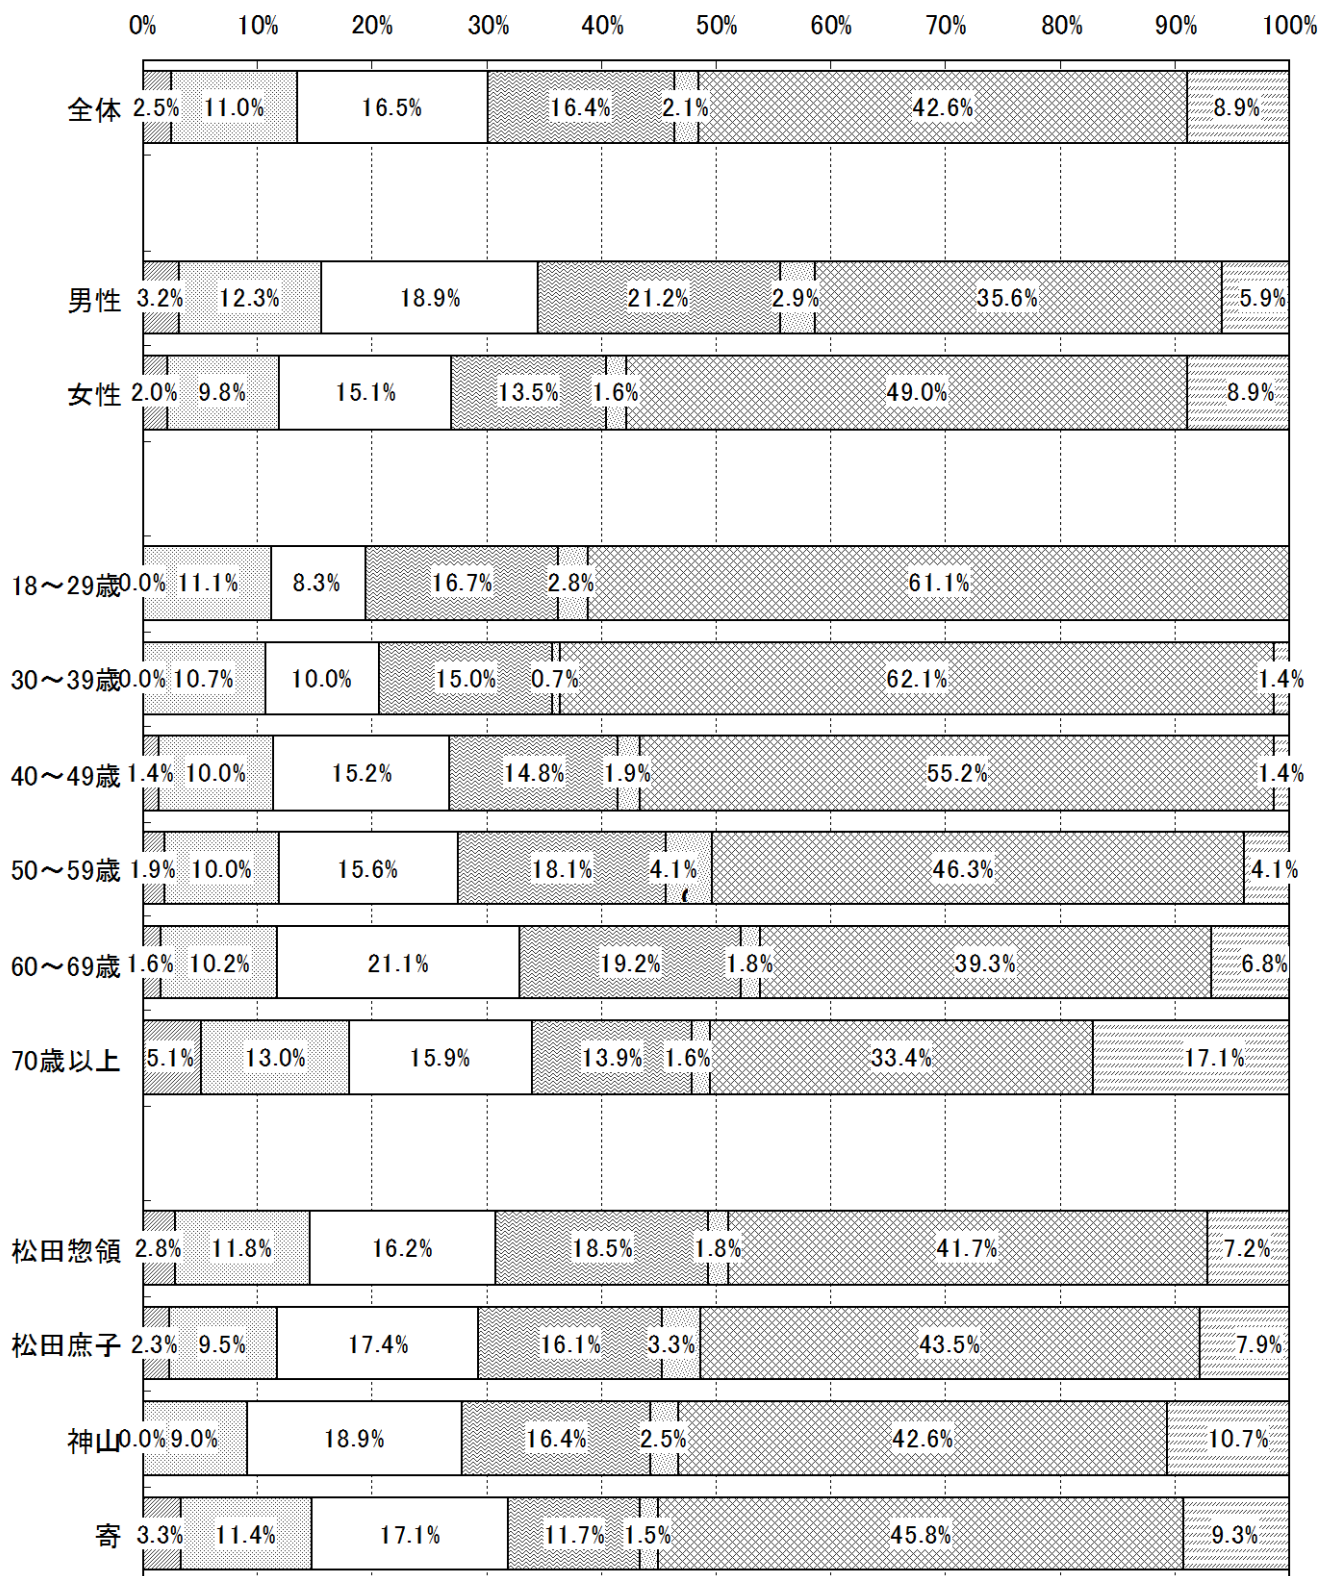 0% 10% 20% 30% 40% 50% 60% 70% 80% 90% 100%
全体 2.5% 11.0% 16.5% 16.4% 2.1% 42.6% 8.9%
男性 3.2% 12.3% 18.9% 21.2% 2.9% 35.6% 5.9%
女性 2.0% 9.8% 15.1% 13.5% 1.6% 49.0% 8.9%
18～29歳 0.0% 11.1% 8.3% 16.7% 2.8% 61.1%
30～39歳 0.0% 10.7% 10.0% 15.0% 0.7% 62.1% 1.4%
40～49歳 1.4% 10.0% 15.2% 14.8% 1.9% 55.2% 1.4%
50～59歳 1.9% 10.0% 15.6% 18.1% 4.1% 46.3% 4.1%
60～69歳 1.6% 10.2% 21.1% 19.2% 1.8% 39.3% 6.8%
70歳以上 5.1% 13.0% 15.9% 13.9% 1.6% 33.4% 17.1%
松田惣領 2.8% 11.8% 16.2% 18.5% 1.8% 41.7% 7.2%
松田庶子 2.3% 9.5% 17.4% 16.1% 3.3% 43.5% 7.9%
神山 0.0% 9.0% 18.9% 16.4% 2.5% 42.6% 10.7%
寄 3.3% 11.4% 17.1% 11.7% 1.5% 45.8% 9.3%